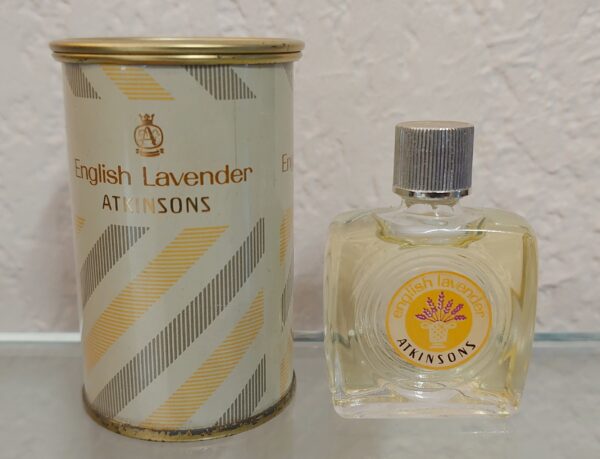 A
English Lavender
ATKINSONS
En
english lavender
ATKINSONS